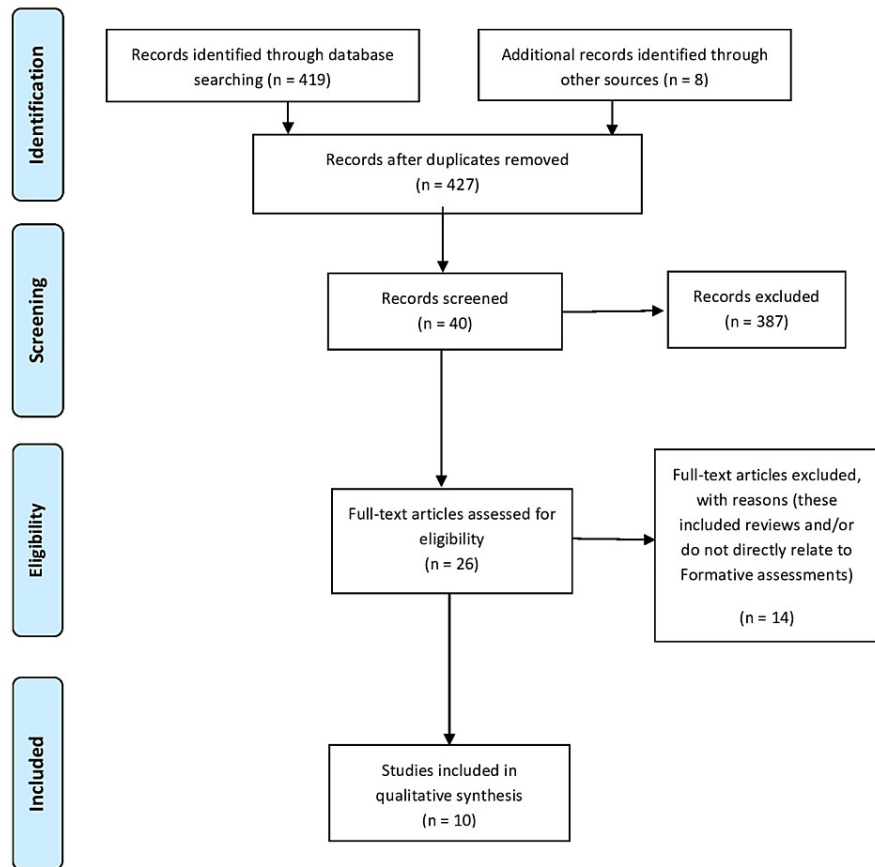 Identification
Records identified through database
searching (n = 419)
Additional records identified through
other sources (n = 8)
Records after duplicates removed
(n = 427)
Screening
Records screened
(n = 40)
Records excluded
(n = 387)
Eligibility
Full-text articles assessed for
eligibility
(n = 26)
Full-text articles excluded,
with reasons (these
included reviews and/or
do not directly relate to
Formative assessments)
(n = 14)
Included
Studies included in
qualitative synthesis
(n = 10)